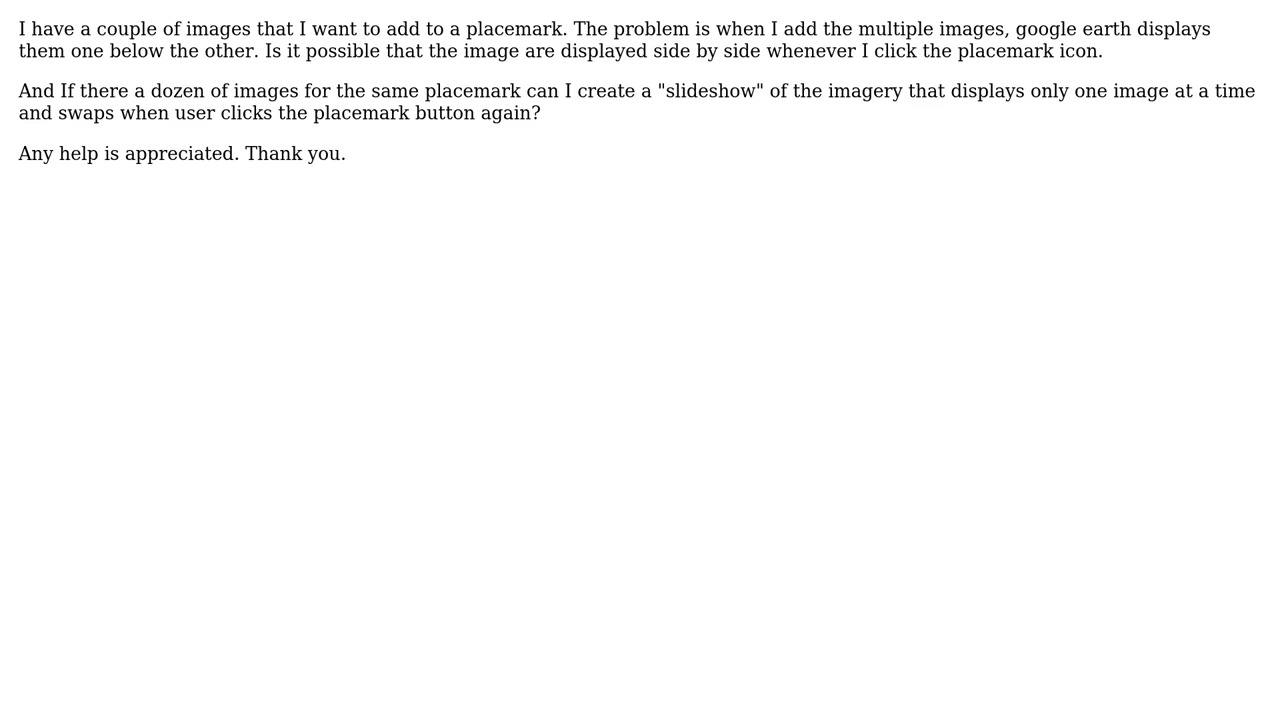 I have a couple of images that I want to add to a placemark. The problem is when I add the multiple images, google earth displays
them one below the other. Is it possible that the image are displayed side by side whenever I click the placemark icon.
And If there a dozen of images for the same placemark can I create a "slideshow" of the imagery that displays only one image at a time
and swaps when user clicks the placemark button again?
Any help is appreciated. Thank you.